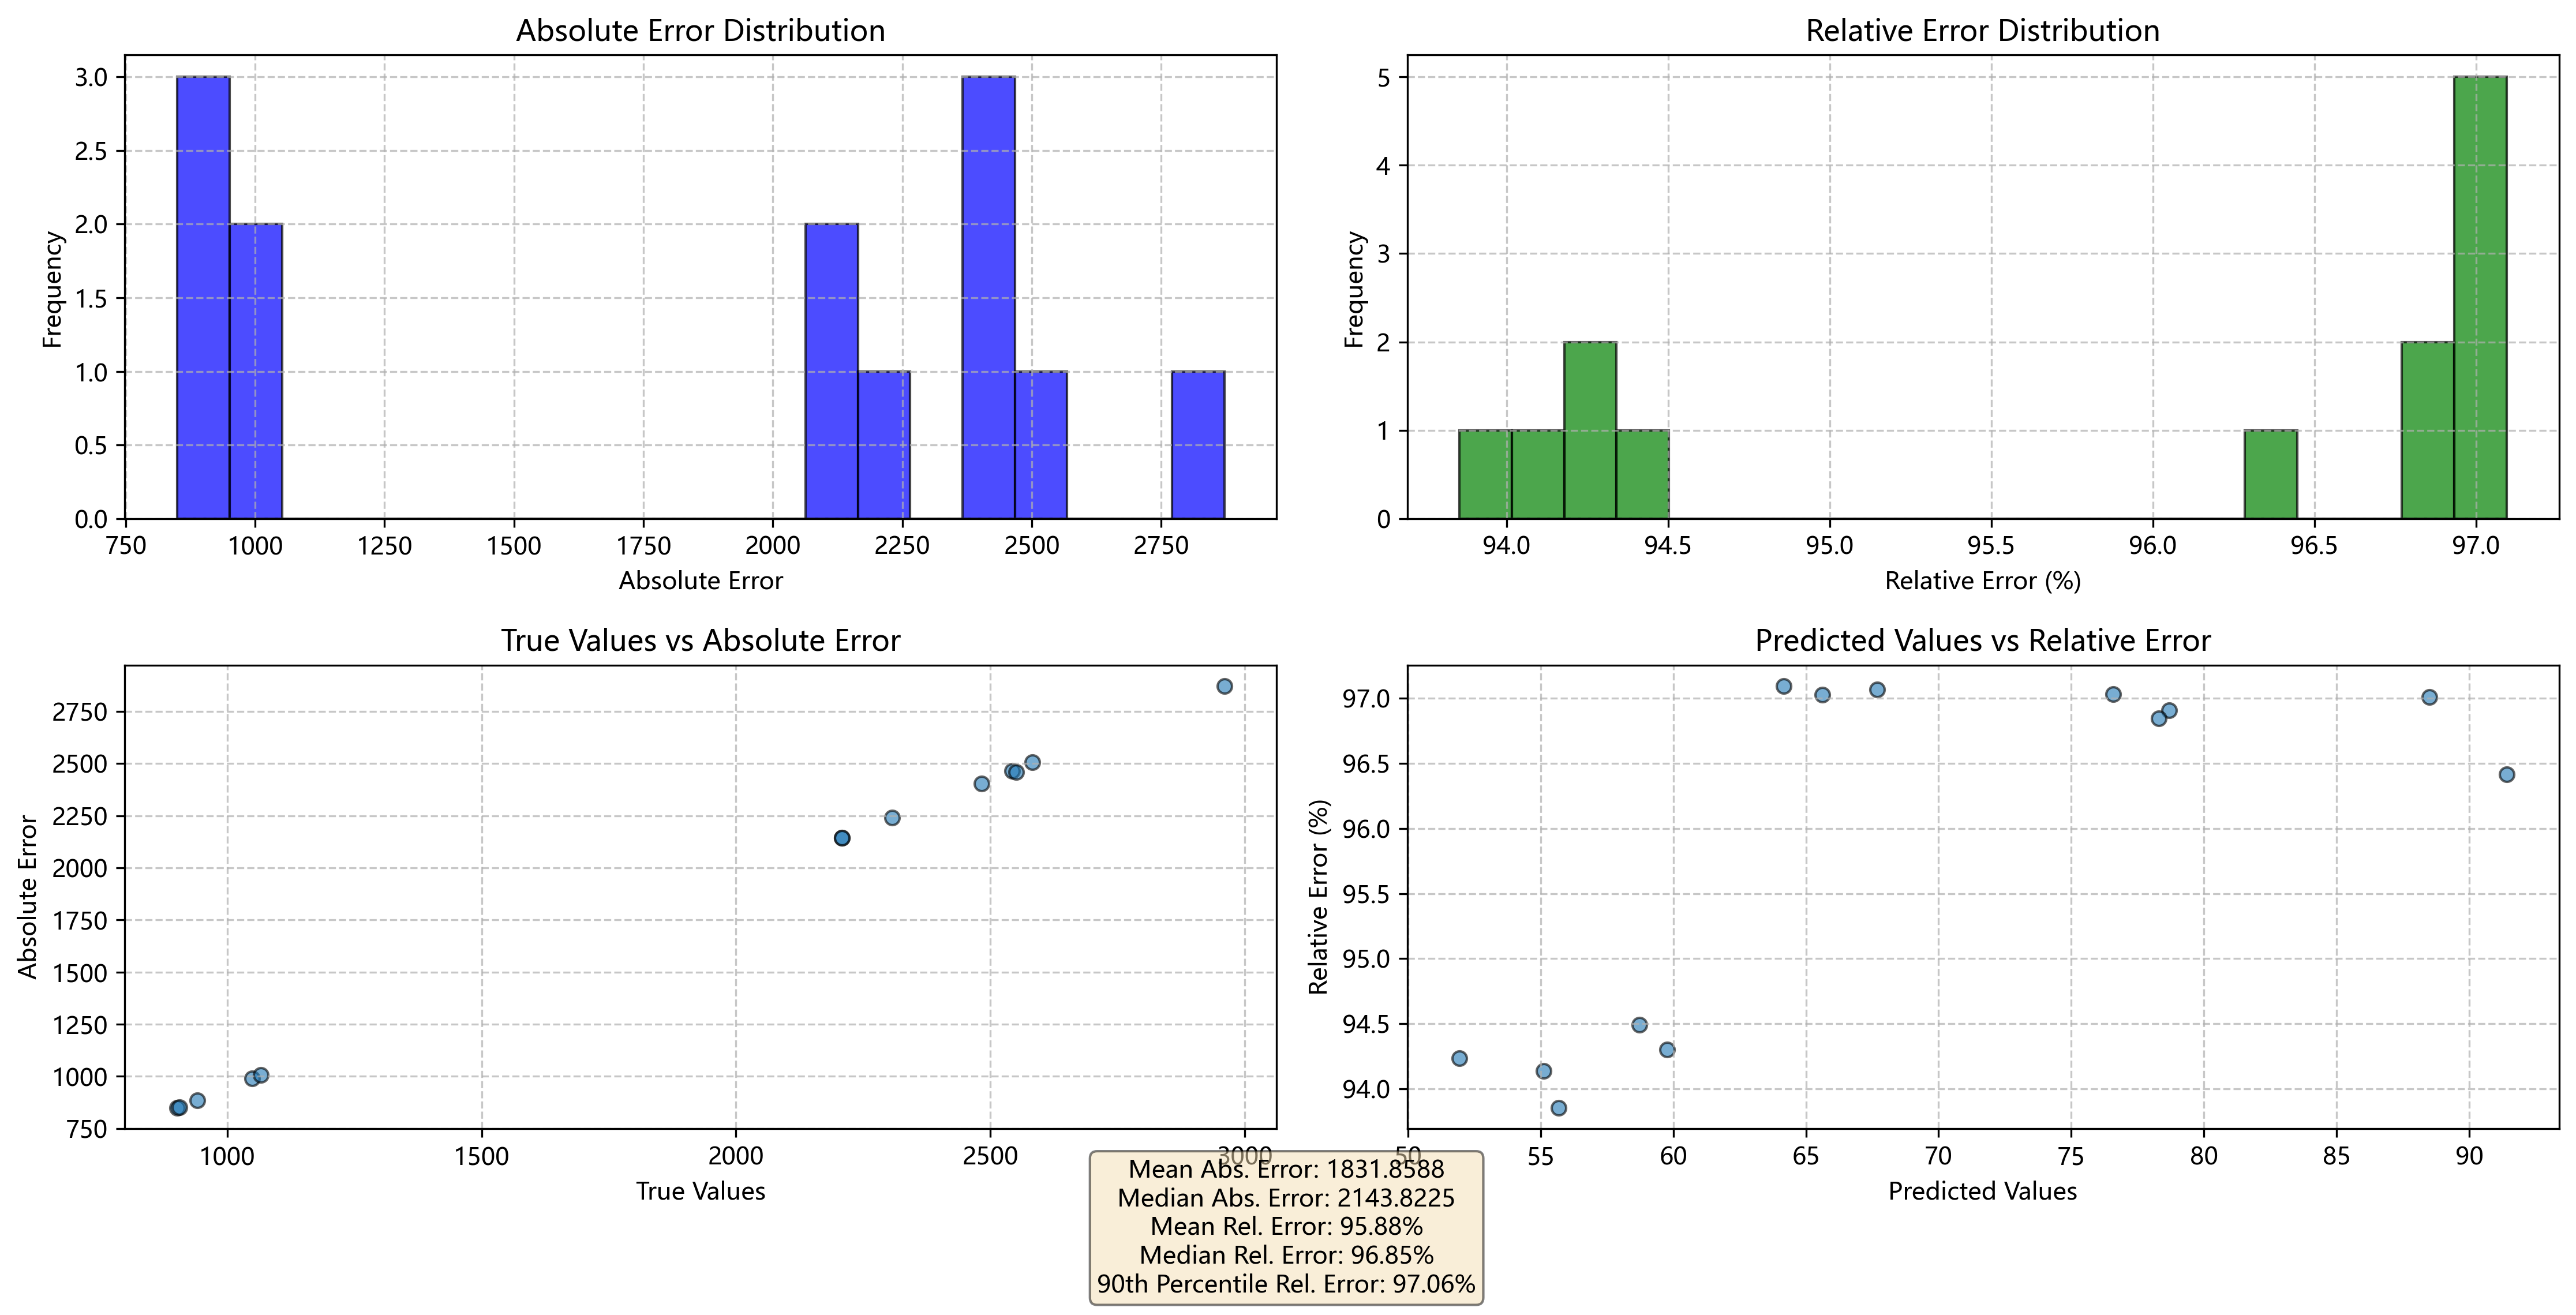 Absolute Error Distribution
3.0
2.5
2.0
1.5
1.0
0.5
0.0
Frequency
750 1000 1250 1500 1750 2000 2250 2500 2750
Absolute Error
Relative Error Distribution
5
4
3
2
1
0
Frequency
94.0 94.5 95.0 95.5 96.0 96.5 97.0
Relative Error (%)
True Values vs Absolute Error
2750
2500
2250
2000
1750
1500
1250
1000
750
Absolute Error
1000 1500 2000 2500 3000
True Values
Predicted Values vs Relative Error
97.0
96.5
96.0
95.5
95.0
94.5
94.0
Relative Error (%)
50 55 60 65 70 75 80 85 90
Predicted Values
Mean Abs. Error: 1831.8588
Median Abs. Error: 2143.8225
Mean Rel. Error: 95.88%
Median Rel. Error: 96.85%
90th Percentile Rel. Error: 97.06%